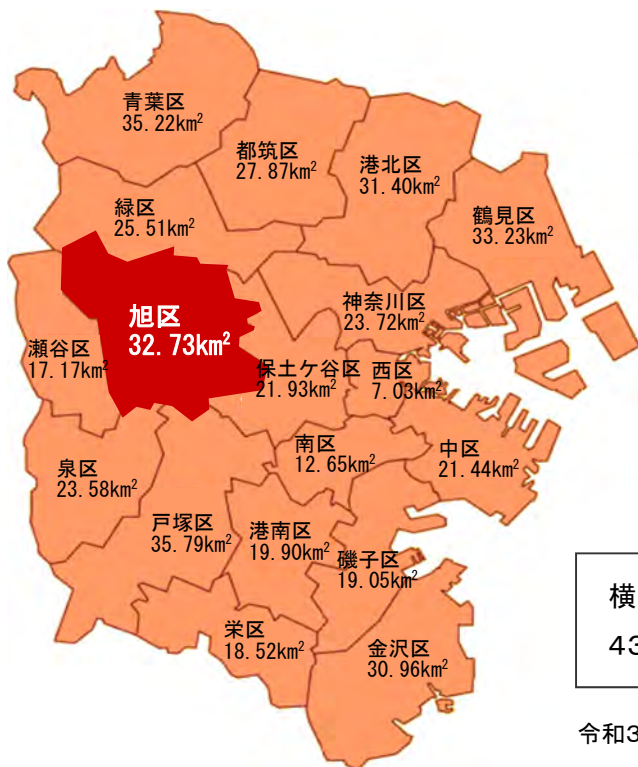 青葉区
35.22km²
都筑区
27.87km²
港北区
31.40km²
鶴見区
33.23km²
緑区
25.51km²
旭区
32.73km²
神奈川区
23.72km²
瀬谷区
17.17km²
保土ケ谷区
21.93km²
西区
7.03km²
南区
12.65km²
中区
21.44km²
泉区
23.58km²
戸塚区
35.79km²
港南区
19.90km²
磯子区
19.05km²
栄区
18.52km²
金沢区
30.96km²
横
43
令和3